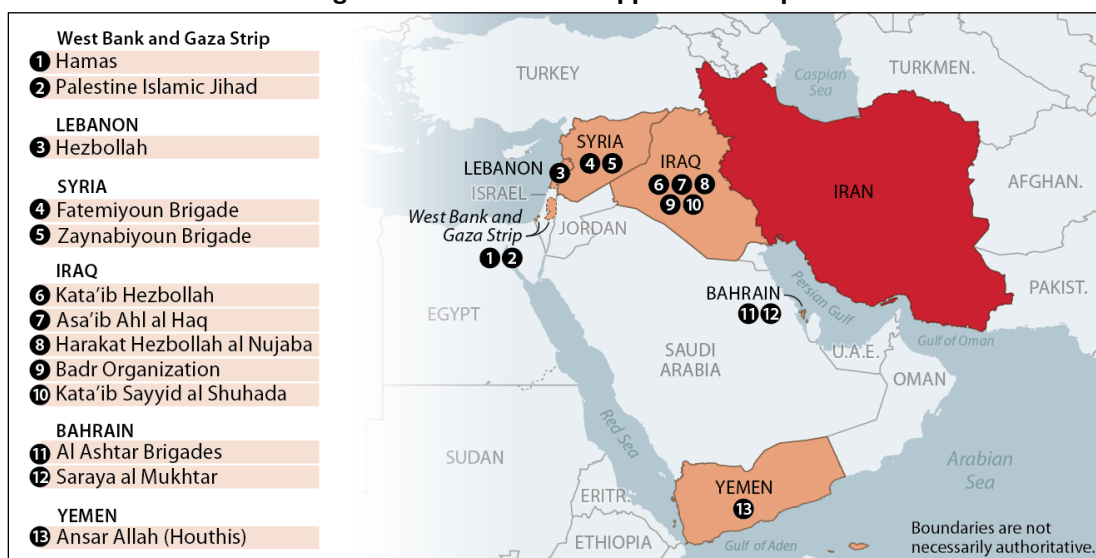 West Bank and Gaza Strip
1 Hamas
2 Palestine Islamic Jihad
LEBANON
3 Hezbollah
SYRIA
4 Fatemiyoun Brigade
5 Zaynabiyoun Brigade
IRAQ
6 Kata’ib Hezbollah
7 Asa’ib Ahl al Haq
8 Harakat Hezbollah al Nujaba
9 Badr Organization
10 Kata’ib Sayyid al Shuhada
BAHRAIN
11 Al Ashtar Brigades
12 Saraya al Mukhtar
YEMEN
13 Ansar Allah (Houthis)
TURKEY
Caspian
Sea
TURKMEN.
SYRIA
4 5
LEBANON 3
IRAQ
6 7 8
9 10
IRAN
AFGHAN.
ISRAEL
West Bank and
Gaza Strip
1 2
JORDAN
PAKIST.
BAHRAIN
11 12
Persian Gulf
EGYPT
SAUDI
ARABIA
U.A.E.
Gulf of Oman
OMAN
Red Sea
SUDAN
Arabian
Sea
YEMEN
13
ERITR.
ETHIOPIA
Gulf of Aden
Boundaries are not
necessarily authoritative.